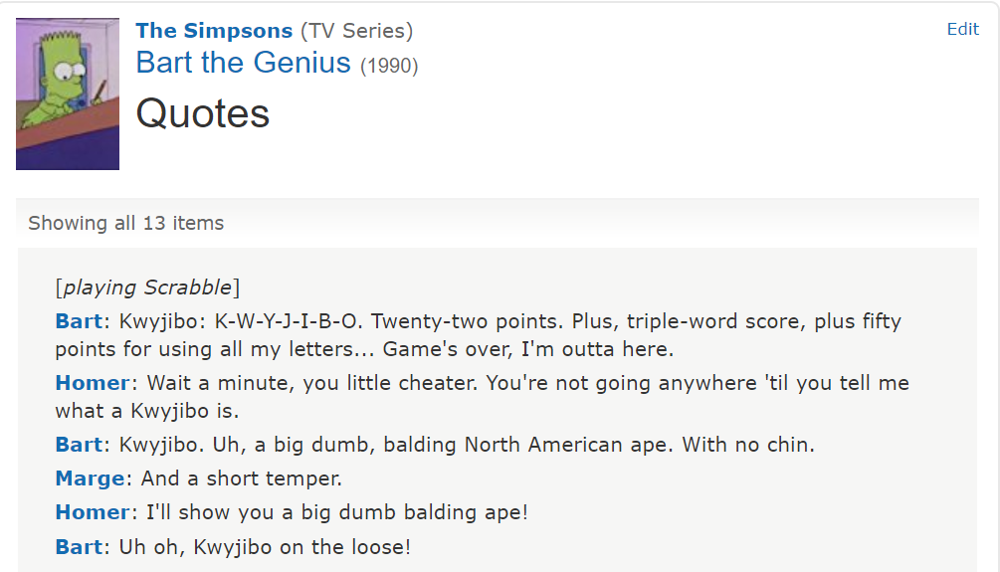 The Simpsons (TV Series)
Edit
Bart the Genius (1990)
Quotes
Showing all 13 items
[playing Scrabble]
Bart: Kwyjibo: K-W-Y-J-I-B-O. Twenty-two points. Plus, triple-word score, plus fifty
points for using all my letters... Game's over, I'm outta here.
Homer: Wait a minute, you little cheater. You're not going anywhere 'til you tell me
what a Kwyjibo is.
Bart: Kwyjibo. Uh, a big dumb, balding North American ape. With no chin.
Marge: And a short temper.
Homer: I'll show you a big dumb balding ape!
Bart: Uh oh, Kwyjibo on the loose!